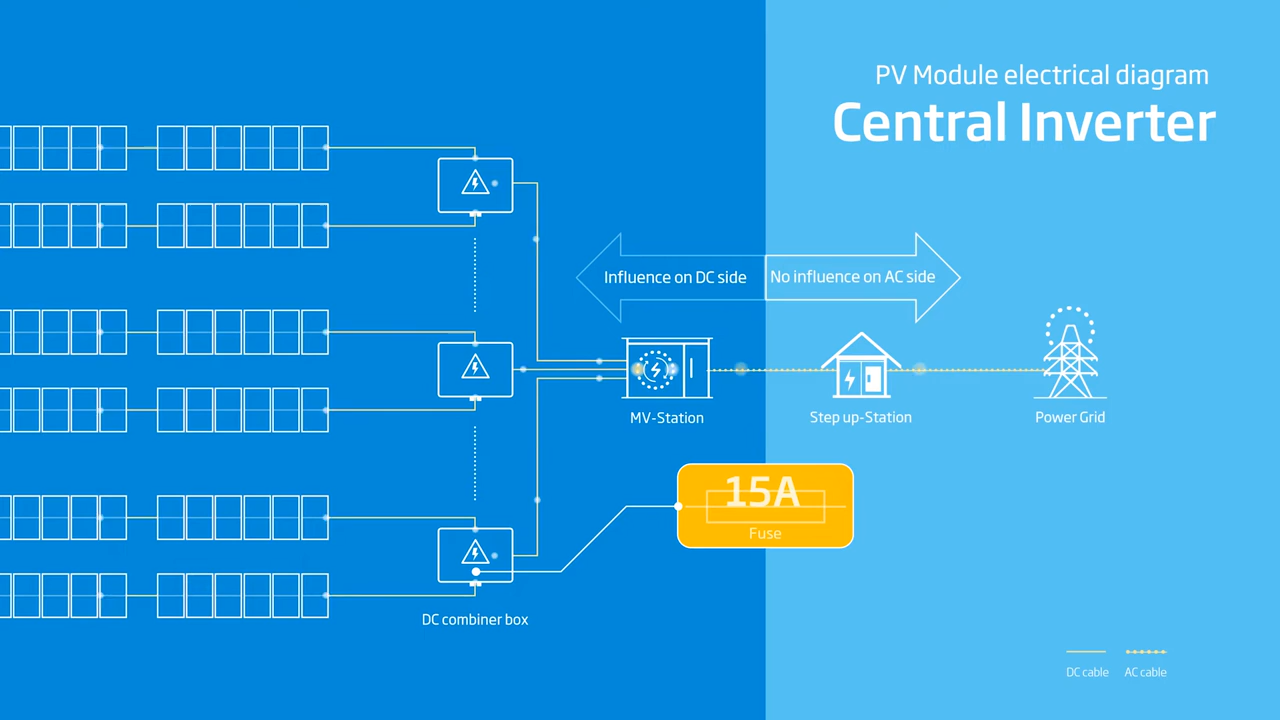 PV Module electrical diagram
Central Inverter
Influence on DC side
No influence on AC side
MV-Station
Step up-Station
Power Grid
15A
Fuse
DC combiner box
DC cable
AC cable